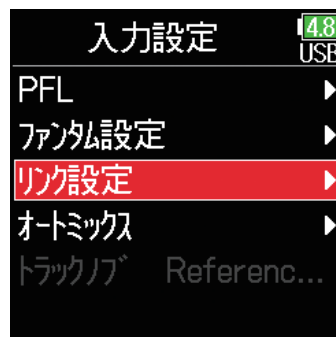 入力設定
4.8
USB
PFL
ファンタム設定
リンク設定
オートミックス
トラックノブ Referenc...